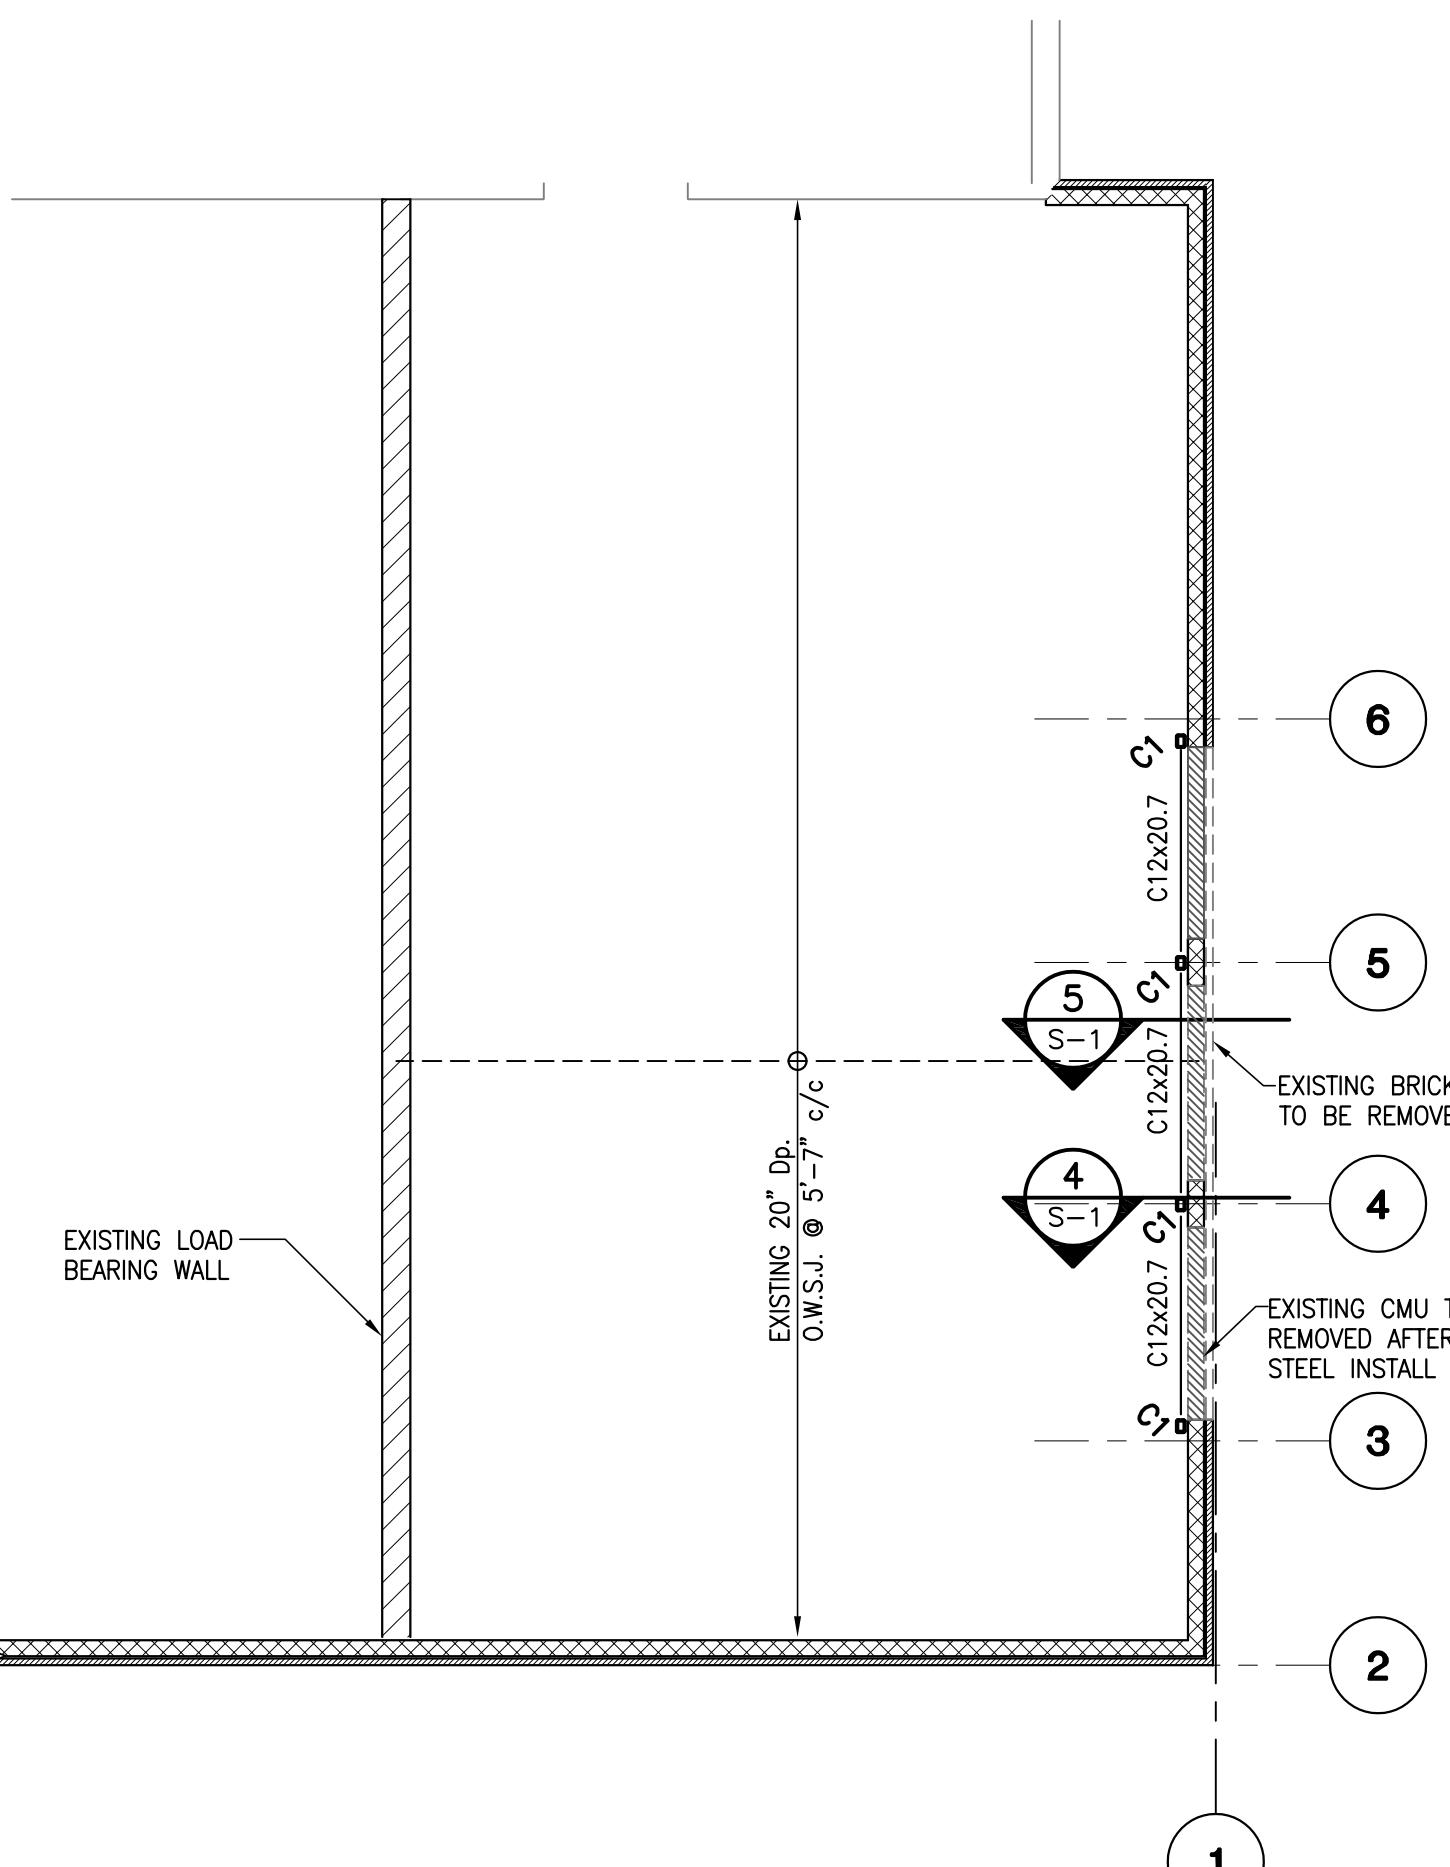 6
C1
C12x20.7
5
C1
5
S-1
C12x20.7
EXISTING BRICK
TO BE REMOVE
4
4
S-1
C1
EXISTING LOAD
BEARING WALL
EXISTING 20" Dp.
O.W.S.J. @ 5'-7" c/c
C12x20.7
EXISTING CMU T
REMOVED AFTER
STEEL INSTALL
C1
3
2
1